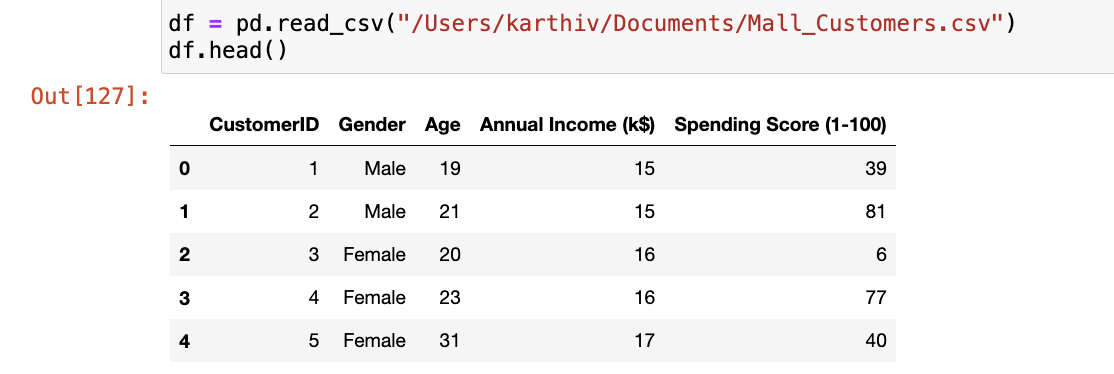 df = pd.read_csv("/Users/karthiv/Documents/Mall_Customers.csv")
df.head()
Out[127]:
CustomerID Gender Age Annual Income (k$) Spending Score (1-100)
0 1 Male 19 15 39
1 2 Male 21 15 81
2 3 Female 20 16 6
3 4 Female 23 16 77
4 5 Female 31 17 40